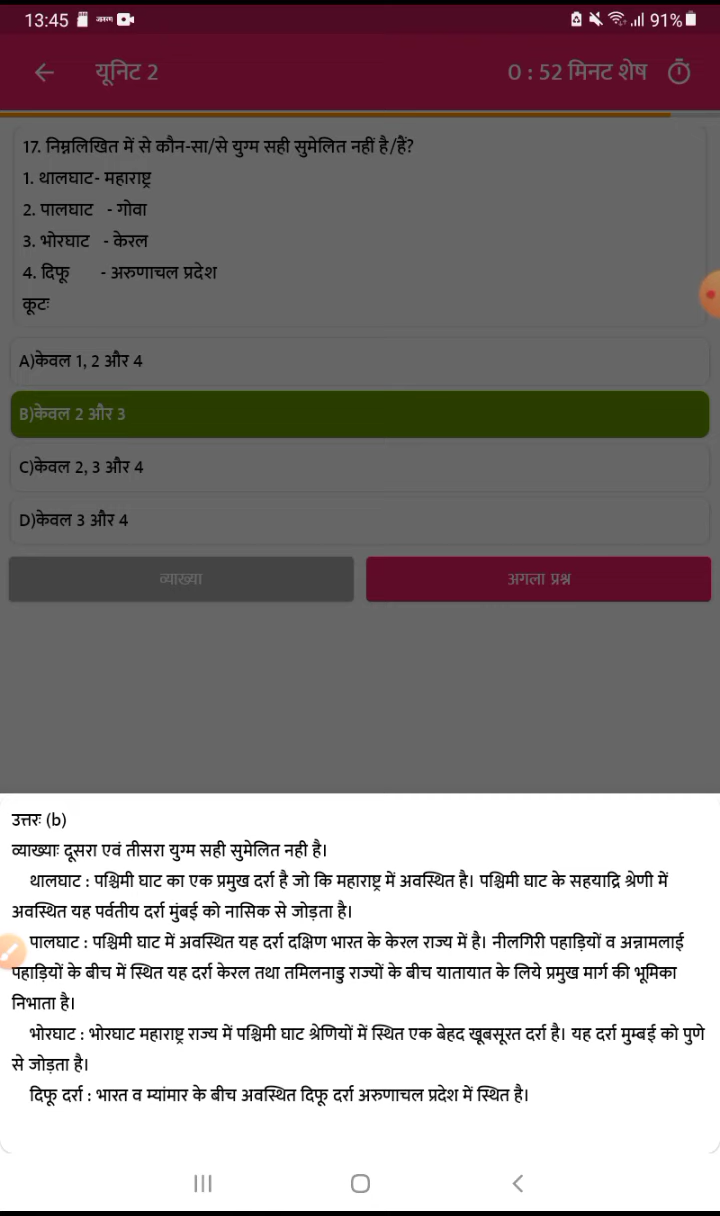 13:45 91%
यूनिट 2 0 : 52 मिनट शेष
17. निम्नलिखित में से कौन-सा/से युग्म सही सुमेलित नहीं है/हैं?
1. थालघाट- महाराष्ट्र
2. पालघाट - गोवा
3. भोरघाट - केरल
4. दिफू - अरुणाचल प्रदेश
कूटः
A)केवल 1, 2 और 4
B)केवल 2 और 3
C)केवल 2, 3 और 4
D)केवल 3 और 4
व्याख्या अगला प्रश्न
उत्तरः (b)
व्याख्याः दूसरा एवं तीसरा युग्म सही सुमेलित नही है।
थालघाट : पश्चिमी घाट का एक प्रमुख दर्रा है जो कि महाराष्ट्र में अवस्थित है। पश्चिमी घाट के सहयाद्रि श्रेणी में
अवस्थित यह पर्वतीय दर्रा मुंबई को नासिक से जोड़ता है।
पालघाट : पश्चिमी घाट में अवस्थित यह दर्रा दक्षिण भारत के केरल राज्य में है। नीलगिरी पहाड़ियों व अन्नामलाई
पहाड़ियों के बीच में स्थित यह दर्रा केरल तथा तमिलनाडु राज्यों के बीच यातायात के लिये प्रमुख मार्ग की भूमिका
निभाता है।
भोरघाट : भोरघाट महाराष्ट्र राज्य में पश्चिमी घाट श्रेणियों में स्थित एक बेहद खूबसूरत दर्रा है। यह दर्रा मुम्बई को पुणे
से जोड़ता है।
दिफू दर्रा : भारत व म्यांमार के बीच अवस्थित दिफू दर्रा अरुणाचल प्रदेश में स्थित है।